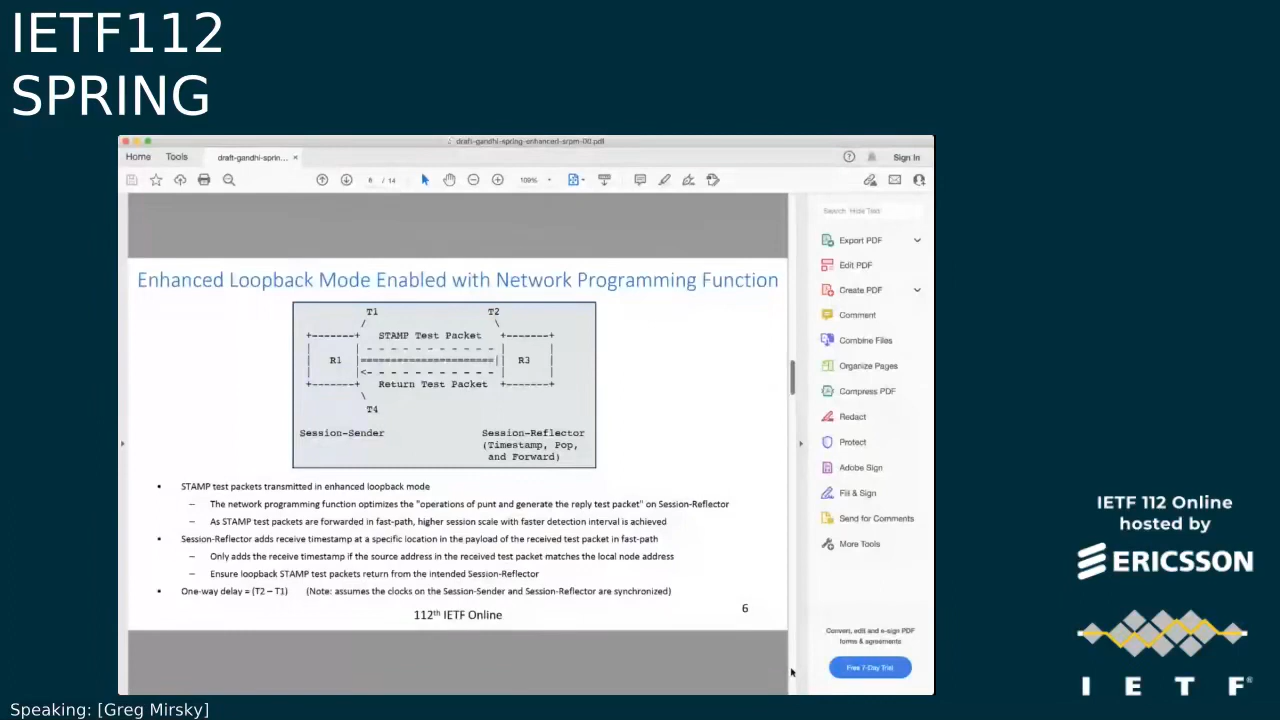 IETF112
SPRING
draft-gandhi-spring-enhanced-srpm-00.pdf
Home Tools draft-gandhi-sprin... × Sign In
6 / 14 109%
Search 'Hide Text'
Export PDF
Edit PDF
Create PDF
Comment
Combine Files
Organize Pages
Compress PDF
Redact
Protect
Adobe Sign
Fill & Sign
Send for Comments
More Tools
Convert, edit and e-sign PDF
forms & agreements
Free 7-Day Trial
Enhanced Loopback Mode Enabled with Network Programming Function
T1 T2
/ \
+-------+ STAMP Test Packet +-------+
| | - - - - - - - - - - | |
| R1 |=====================|| R3 |
| |<- - - - - - - - - - | |
+-------+ Return Test Packet +-------+
\
T4
Session-Sender Session-Reflector
(Timestamp, Pop,
and Forward)
• STAMP test packets transmitted in enhanced loopback mode
– The network programming function optimizes the "operations of punt and generate the reply test packet" on Session-Reflector
– As STAMP test packets are forwarded in fast-path, higher session scale with faster detection interval is achieved
• Session-Reflector adds receive timestamp at a specific location in the payload of the received test packet in fast-path
– Only adds the receive timestamp if the source address in the received test packet matches the local node address
– Ensure loopback STAMP test packets return from the intended Session-Reflector
• One-way delay = (T2 – T1) (Note: assumes the clocks on the Session-Sender and Session-Reflector are synchronized)
112th IETF Online 6
IETF 112 Online
hosted by
ERICSSON
I E T F®
Speaking: [Greg Mirsky]